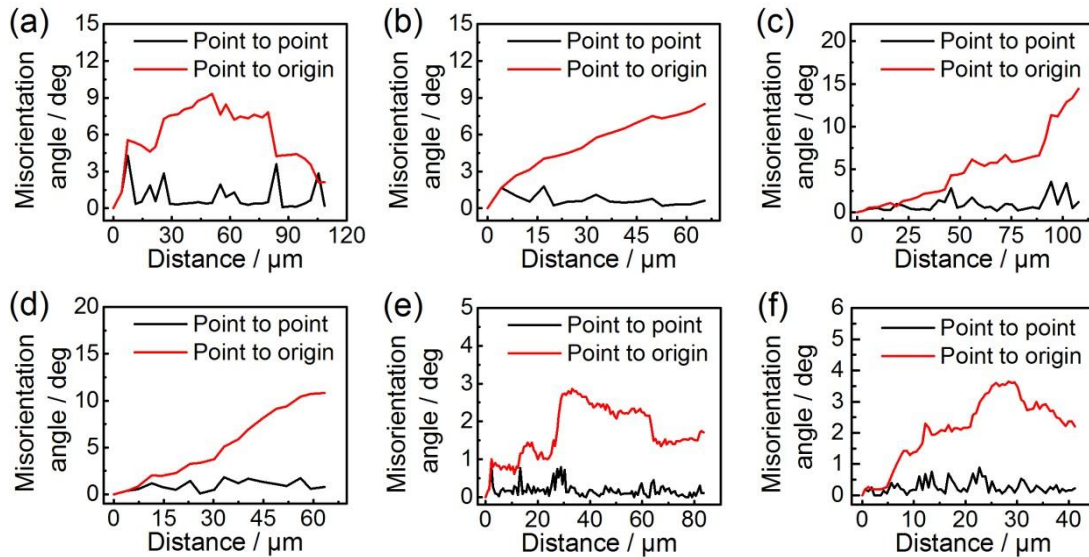 (a)
Misorientation
angle / deg
15
12
9
6
3
0
Point to point
Point to origin
0 30 60 90 120
Distance / μm
(b)
Misorientation
angle / deg
15
12
9
6
3
0
Point to point
Point to origin
0 15 30 45 60
Distance / μm
(c)
Misorientation
angle / deg
20
15
10
5
0
Point to point
Point to origin
0 25 50 75 100
Distance / μm
(d)
Misorientation
angle / deg
20
15
10
5
0
Point to point
Point to origin
0 15 30 45 60
Distance / μm
(e)
Misorientation
angle / deg
5
4
3
2
1
0
Point to point
Point to origin
0 20 40 60 80
Distance / μm
(f)
Misorientation
angle / deg
6
5
4
3
2
1
0
Point to point
Point to origin
0 10 20 30 40
Distance / μm